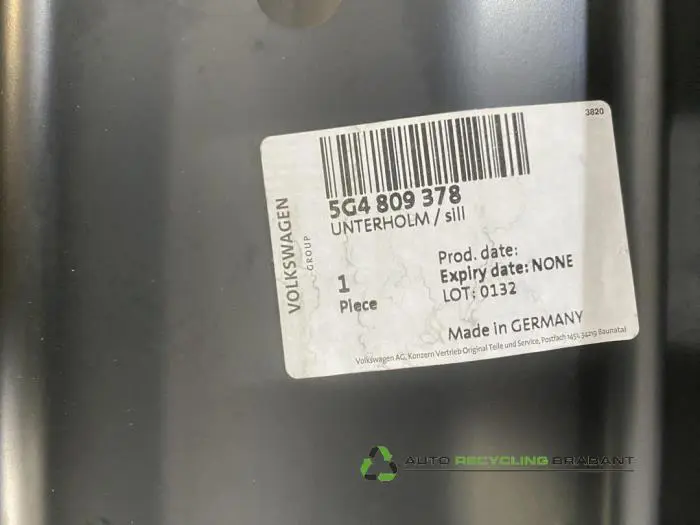 3820
5G4 809 378
UNTERHOLM / sill
VOLKSWAGEN
GROUP
Prod. date:
Expiry date: NONE
LOT: 0132
1
Piece
Made in GERMANY
Volkswagen AG, Konzern Vertrieb Original Teile und Service, Postfach 1451, 34219 Baunatal
AUTO RECYCLING BRABANT